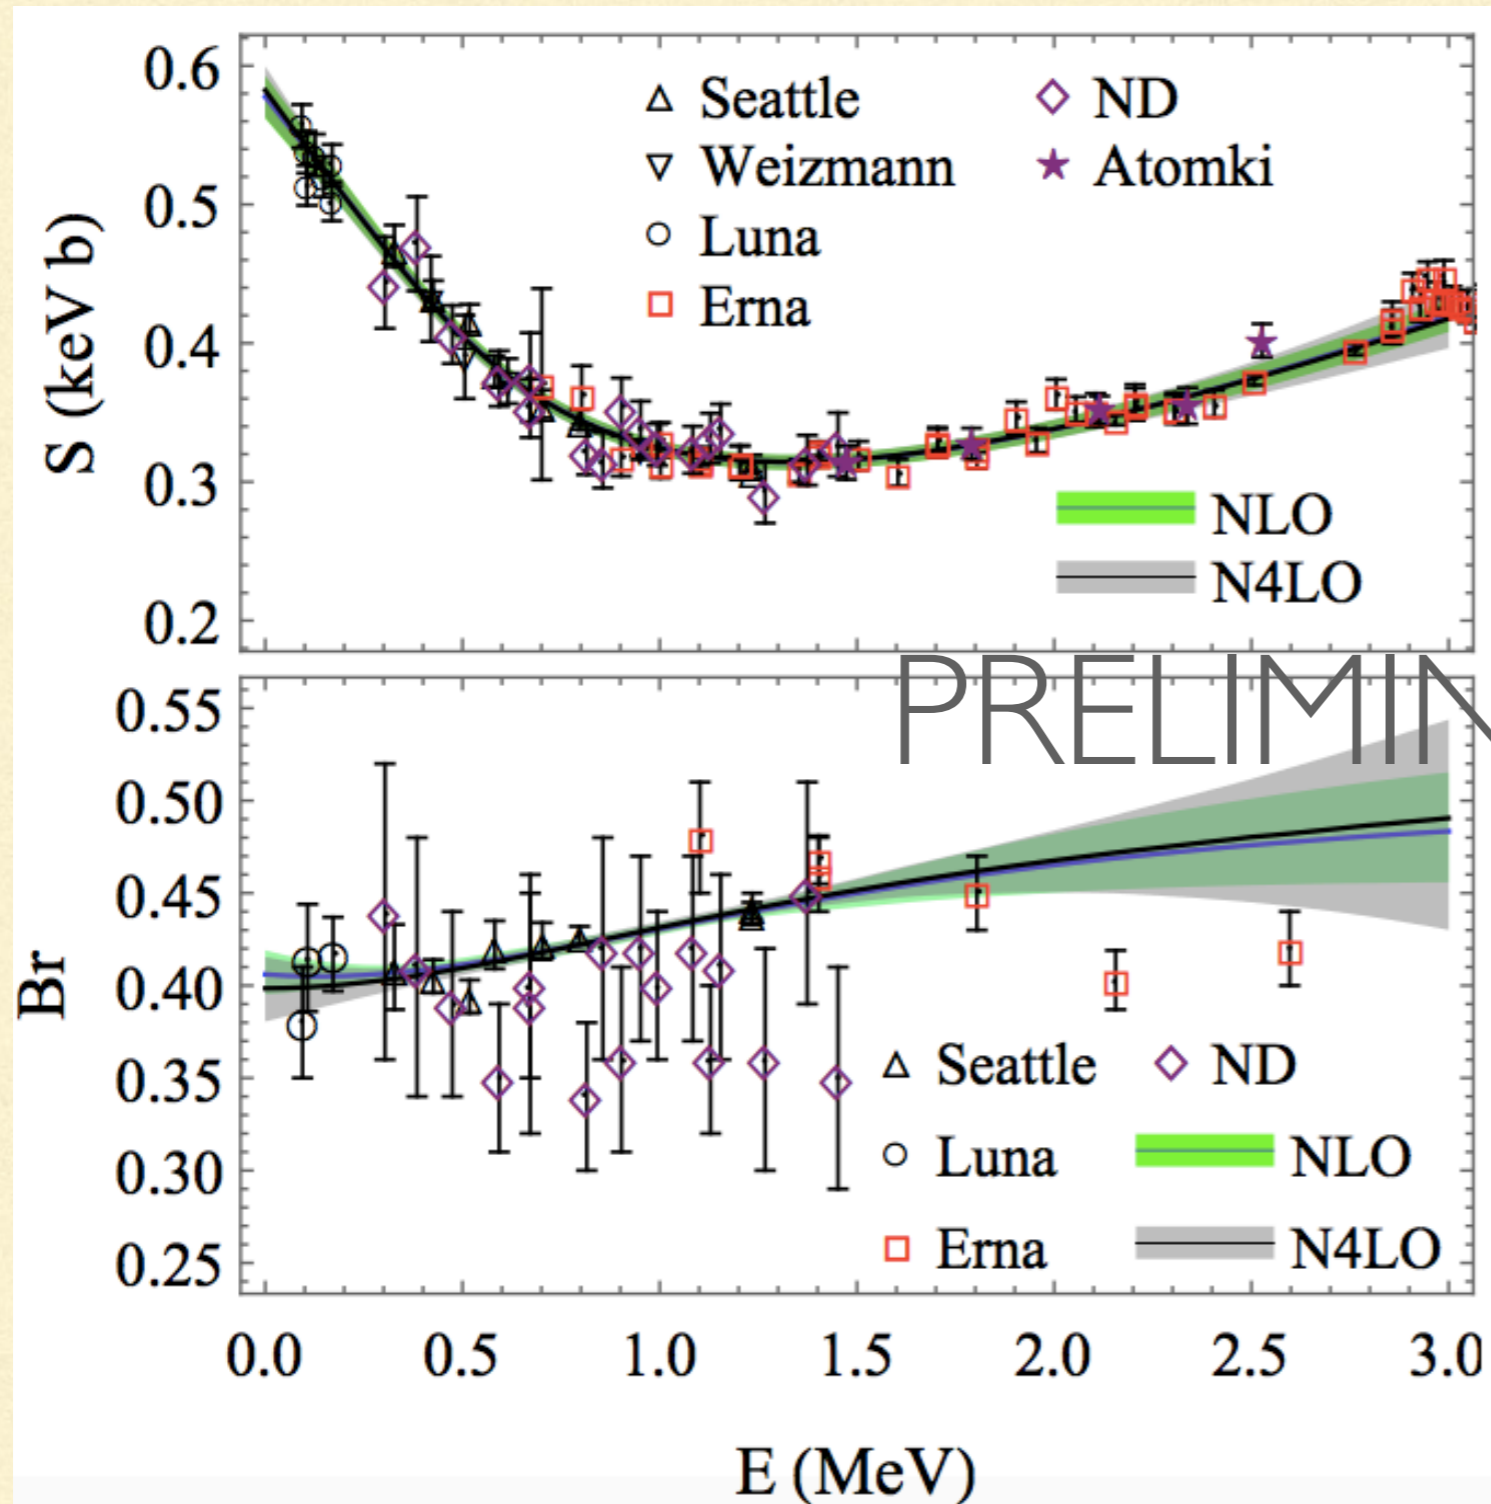 0.6
0.5
0.4
0.3
0.2
S (keV b)
Seattle ND
Weizmann Atomki
Luna
Erna
NLO
N4LO
PRELIMIN
0.55
0.50
0.45
0.40
0.35
0.30
0.25
Br
Seattle ND
Luna NLO
Erna N4LO
0.0 0.5 1.0 1.5 2.0 2.5 3.0
E (MeV)